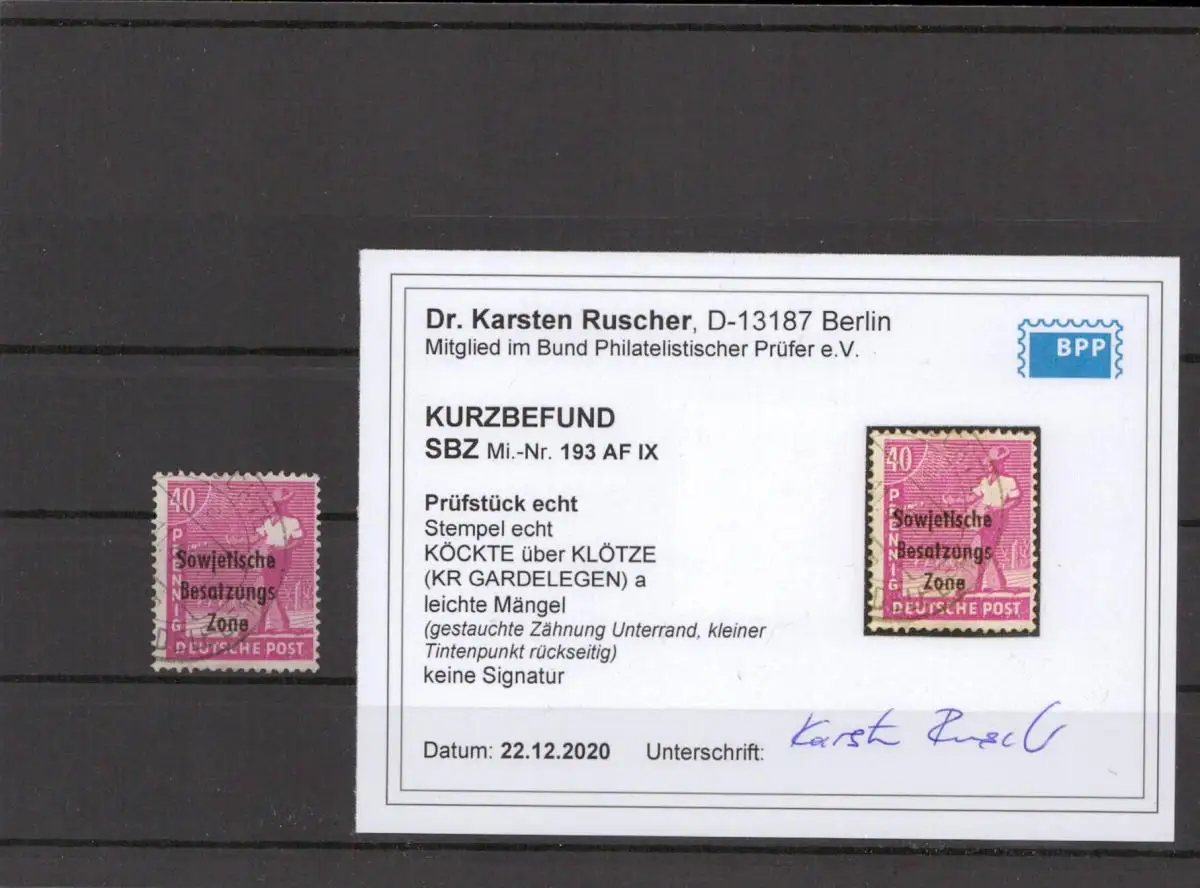 40
PFENNIG
Sowjetische
Besatzungs
Zone
DEUTSCHE POST
Dr. Karsten Ruscher, D-13187 Berlin
Mitglied im Bund Philatelistischer Prüfer e.V.
BPP
KURZBEFUND
SBZ Mi.-Nr. 193 AF IX
Prüfstück echt
Stempel echt
KÖCKTE über KLÖTZE
(KR GARDELEGEN) a
leichte Mängel
(gestauchte Zähnung Unterrand, kleiner
Tintenpunkt rückseitig)
keine Signatur
40
PFENNIG
Sowjetische
Besatzungs
Zone
DEUTSCHE POST
Datum: 22.12.2020 Unterschrift: Karsten Ruscher